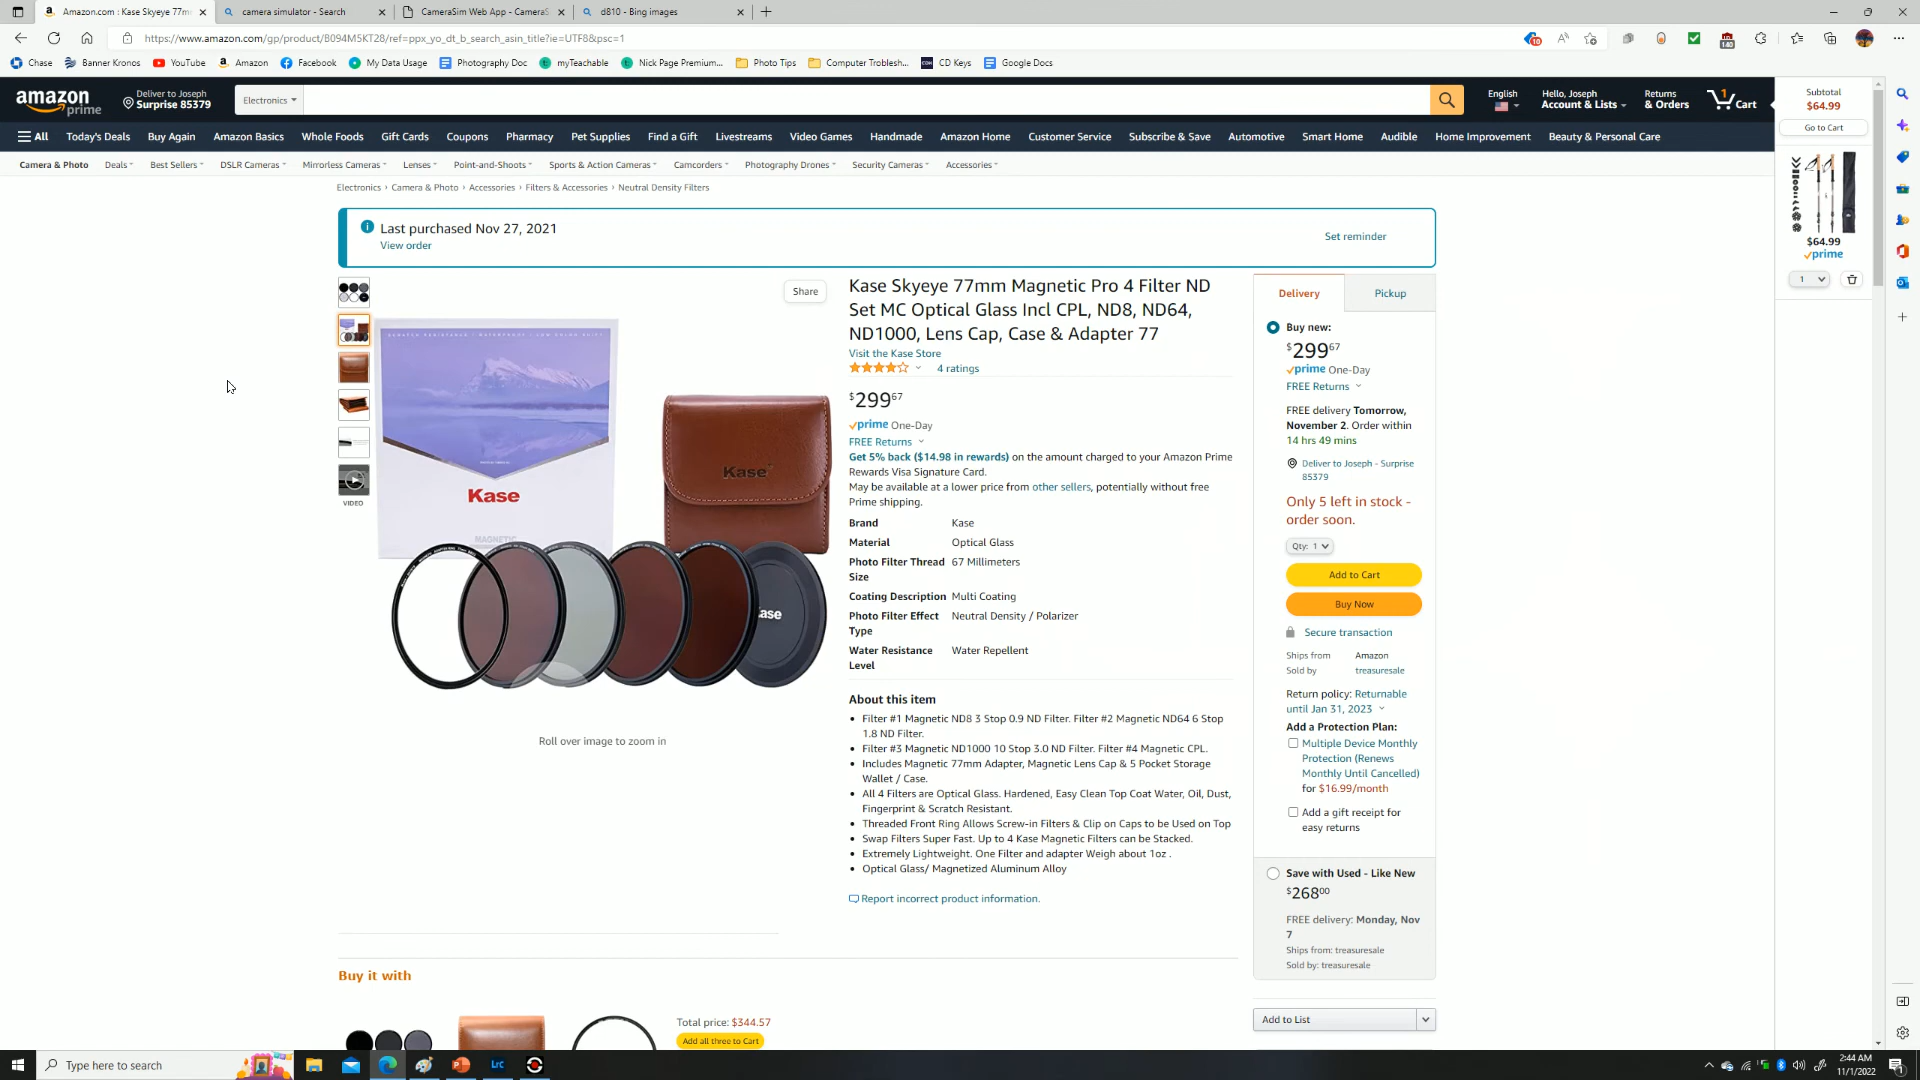 Amazon.com : Kase Skyeye 77mm
camera simulator - Search
CameraSim Web App - CameraS
d810 - Bing images
https://www.amazon.com/gp/product/B094M5KT28/ref=ppx_yo_dt_b_search_asin_title?ie=UTF8&psc=1
10
140
Chase
Banner Kronos
YouTube
Amazon
Facebook
My Data Usage
Photography Doc
myTeachable
Nick Page Premium...
Photo Tips
Computer Troblesh...
CD Keys
Google Docs
amazon
prime
Deliver to Joseph
Surprise 85379
Electronics
English
Hello, Joseph
Account & Lists
Returns
& Orders
1
Cart
Subtotal
$64.99
Go to Cart
All
Today's Deals
Buy Again
Amazon Basics
Whole Foods
Gift Cards
Coupons
Pharmacy
Pet Supplies
Find a Gift
Livestreams
Video Games
Handmade
Amazon Home
Customer Service
Subscribe & Save
Automotive
Smart Home
Audible
Home Improvement
Beauty & Personal Care
Camera & Photo
Deals
Best Sellers
DSLR Cameras
Mirrorless Cameras
Lenses
Point-and-Shoots
Sports & Action Cameras
Camcorders
Photography Drones
Security Cameras
Accessories
Electronics › Camera & Photo › Accessories › Filters & Accessories › Neutral Density Filters
$64.99
prime
1
Last purchased Nov 27, 2021
View order
Set reminder
Share
VIDEO
Kase
MAGNETIC
Kase
ase
Roll over image to zoom in
Kase Skyeye 77mm Magnetic Pro 4 Filter ND
Set MC Optical Glass Incl CPL, ND8, ND64,
ND1000, Lens Cap, Case & Adapter 77
Visit the Kase Store
4 ratings
$299 67
prime One-Day
FREE Returns
Get 5% back ($14.98 in rewards) on the amount charged to your Amazon Prime
Rewards Visa Signature Card.
May be available at a lower price from other sellers, potentially without free
Prime shipping.
Brand Kase
Material Optical Glass
Photo Filter Thread 67 Millimeters
Size
Coating Description Multi Coating
Photo Filter Effect Neutral Density / Polarizer
Type
Water Resistance Water Repellent
Level
About this item
• Filter #1 Magnetic ND8 3 Stop 0.9 ND Filter. Filter #2 Magnetic ND64 6 Stop
1.8 ND Filter.
• Filter #3 Magnetic ND1000 10 Stop 3.0 ND Filter. Filter #4 Magnetic CPL.
• Includes Magnetic 77mm Adapter, Magnetic Lens Cap & 5 Pocket Storage
Wallet / Case.
• All 4 Filters are Optical Glass. Hardened, Easy Clean Top Coat Water, Oil, Dust,
Fingerprint & Scratch Resistant.
• Threaded Front Ring Allows Screw-in Filters & Clip on Caps to be Used on Top
• Swap Filters Super Fast. Up to 4 Kase Magnetic Filters can be Stacked.
• Extremely Lightweight. One Filter and adapter Weigh about 1oz .
• Optical Glass/ Magnetized Aluminum Alloy
Report incorrect product information.
Delivery
Pickup
Buy new:
$299 67
prime One-Day
FREE Returns
FREE delivery Tomorrow,
November 2. Order within
14 hrs 49 mins
Deliver to Joseph - Surprise
85379
Only 5 left in stock -
order soon.
Qty: 1
Add to Cart
Buy Now
Secure transaction
Ships from Amazon
Sold by treasuresale
Return policy: Returnable
until Jan 31, 2023
Add a Protection Plan:
Multiple Device Monthly
Protection (Renews
Monthly Until Cancelled)
for $16.99/month
Add a gift receipt for
easy returns
Save with Used - Like New
$268 00
FREE delivery: Monday, Nov
7
Ships from: treasuresale
Sold by: treasuresale
Add to List
Buy it with
Total price: $344.57
Add all three to Cart
Type here to search
LrC
2:44 AM
11/1/2022
1